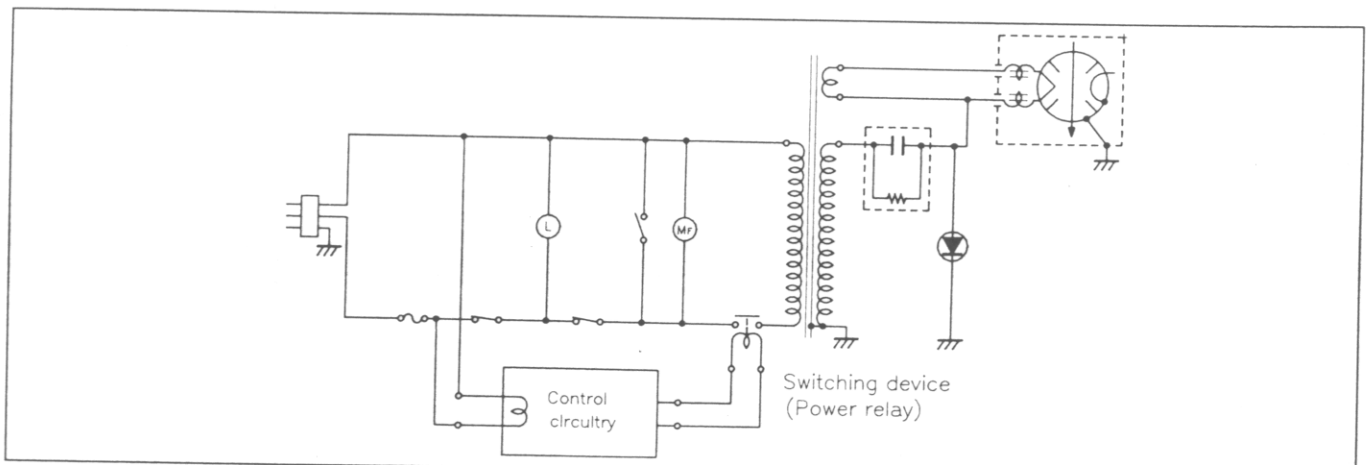 L
MF
Control
circultry
Switching device
(Power relay)